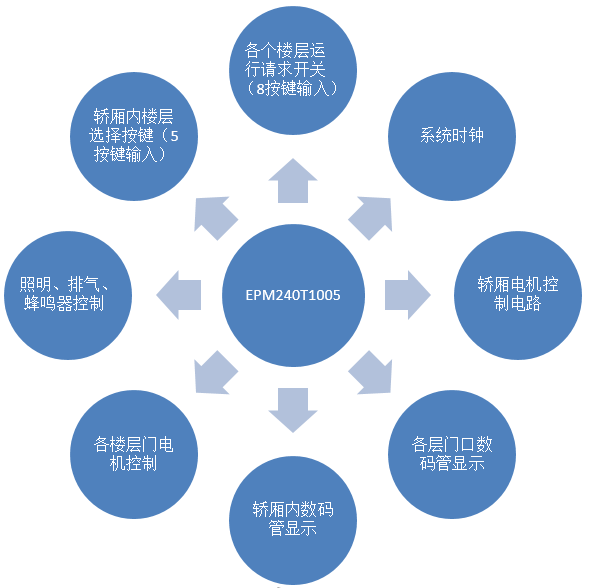 各个楼层运
行请求开关
（8按键输入）
系统时钟
轿厢电机控
制电路
各层门口数
码管显示
轿厢内数码
管显示
各楼层门电
机控制
照明、排气、
蜂鸣器控制
轿厢内楼层
选择按键（5
按键输入）
EPM240T1005